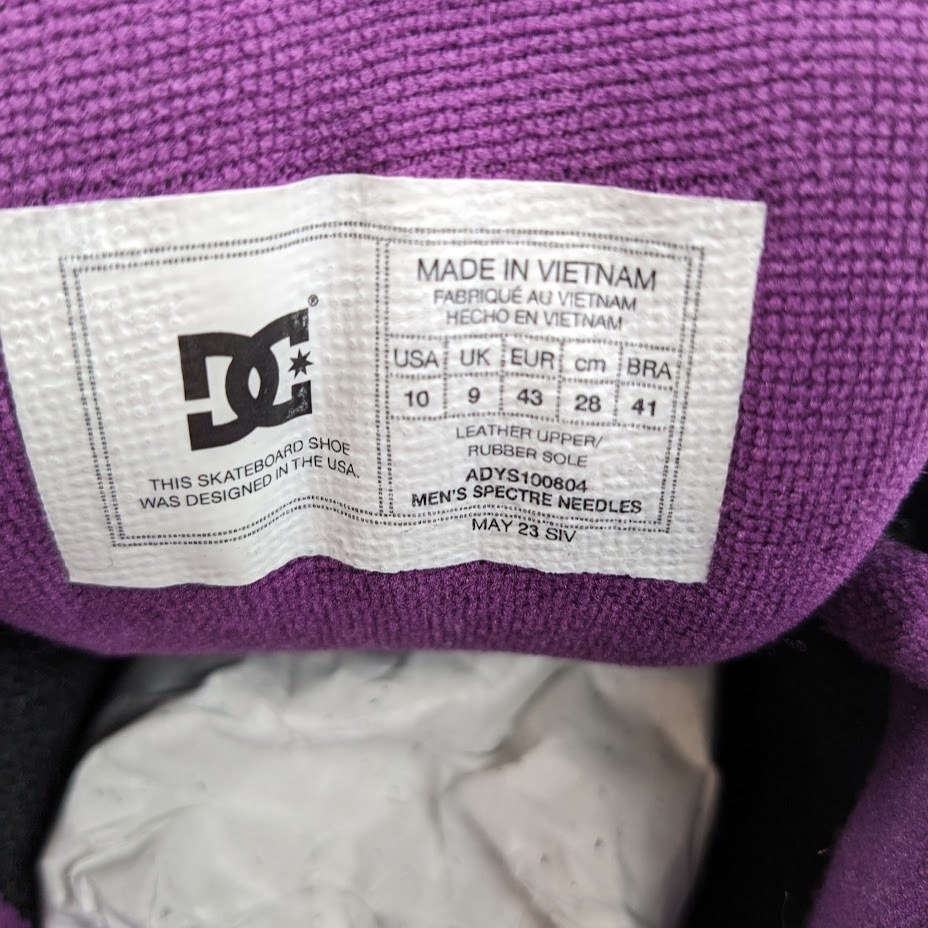 DC®
THIS SKATEBOARD SHOE
WAS DESIGNED IN THE USA.
MADE IN VIETNAM
FABRIQUÉ AU VIETNAM
HECHO EN VIETNAM
USA UK EUR cm BRA
10 9 43 28 41
LEATHER UPPER/
RUBBER SOLE
ADYS100804
MEN'S SPECTRE NEEDLES
MAY 23 SIV